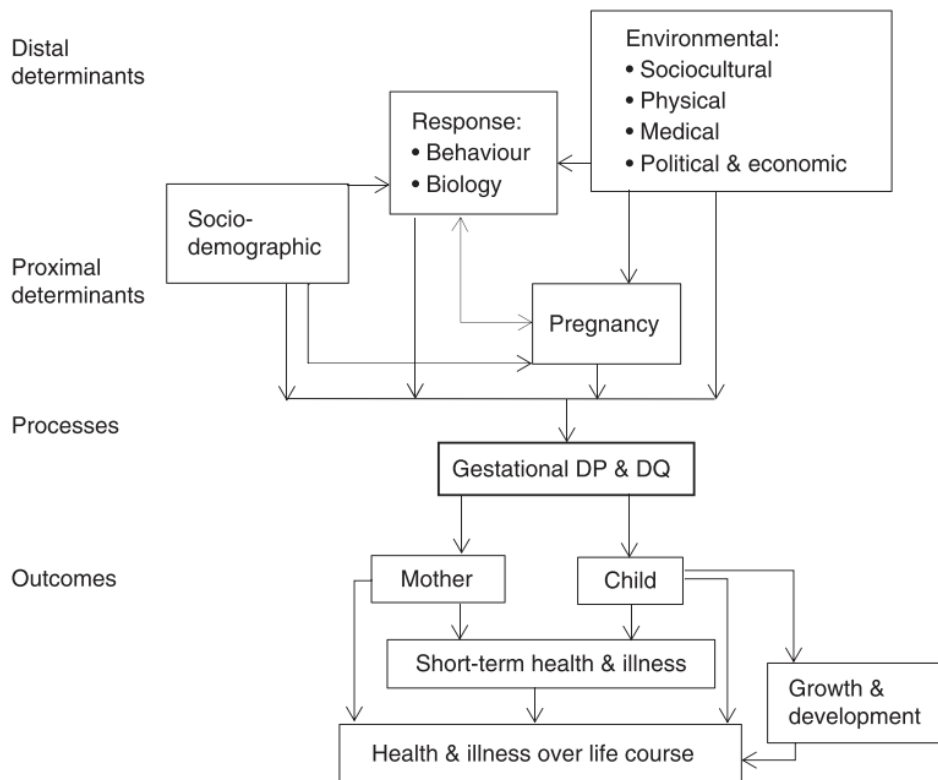 Distal
determinants
Environmental:
• Sociocultural
• Physical
• Medical
• Political & economic
Response:
• Behaviour
• Biology
Socio-
demographic
Proximal
determinants
Pregnancy
Processes
Gestational DP & DQ
Outcomes
Mother
Child
Short-term health & illness
Growth &
development
Health & illness over life course